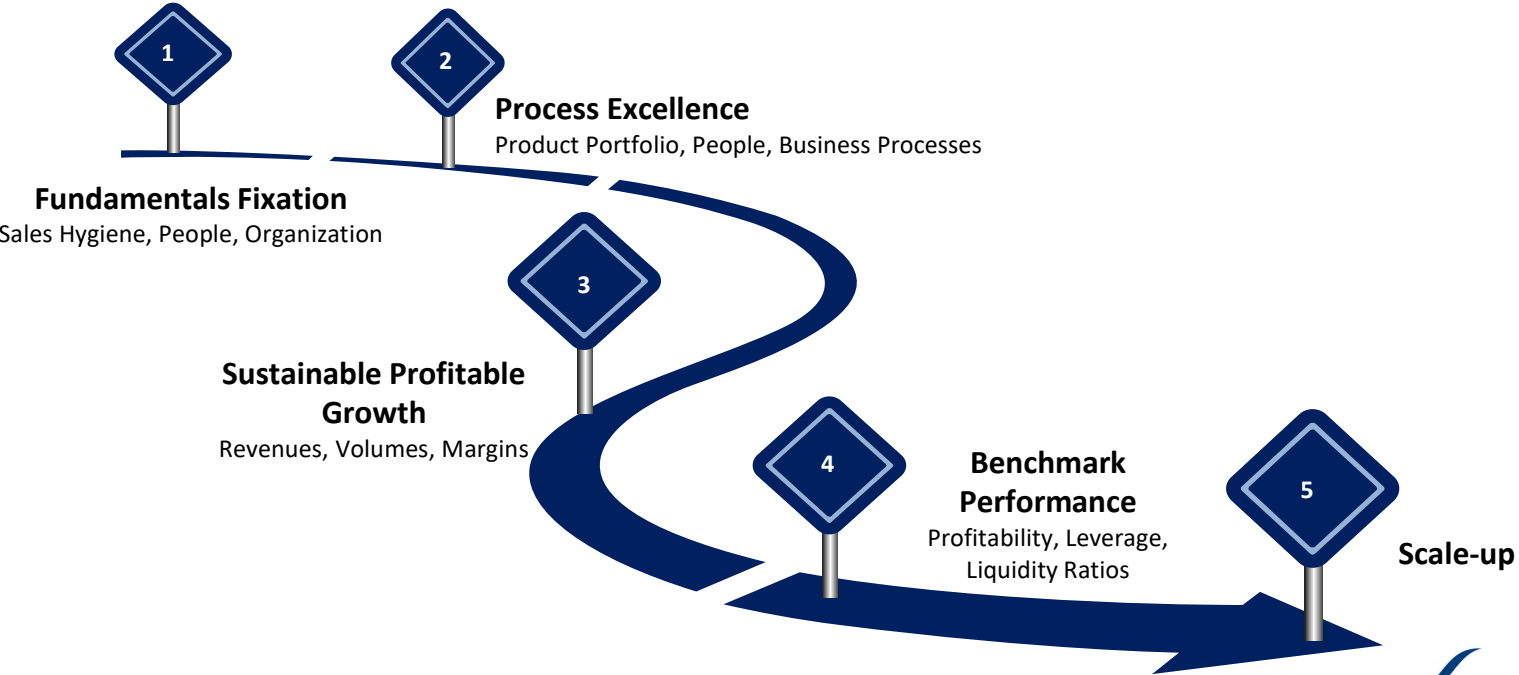 1
Fundamentals Fixation
Sales Hygiene, People, Organization
2
Process Excellence
Product Portfolio, People, Business Processes
3
Sustainable Profitable
Growth
Revenues, Volumes, Margins
4
Benchmark
Performance
Profitability, Leverage,
Liquidity Ratios
5
Scale-up